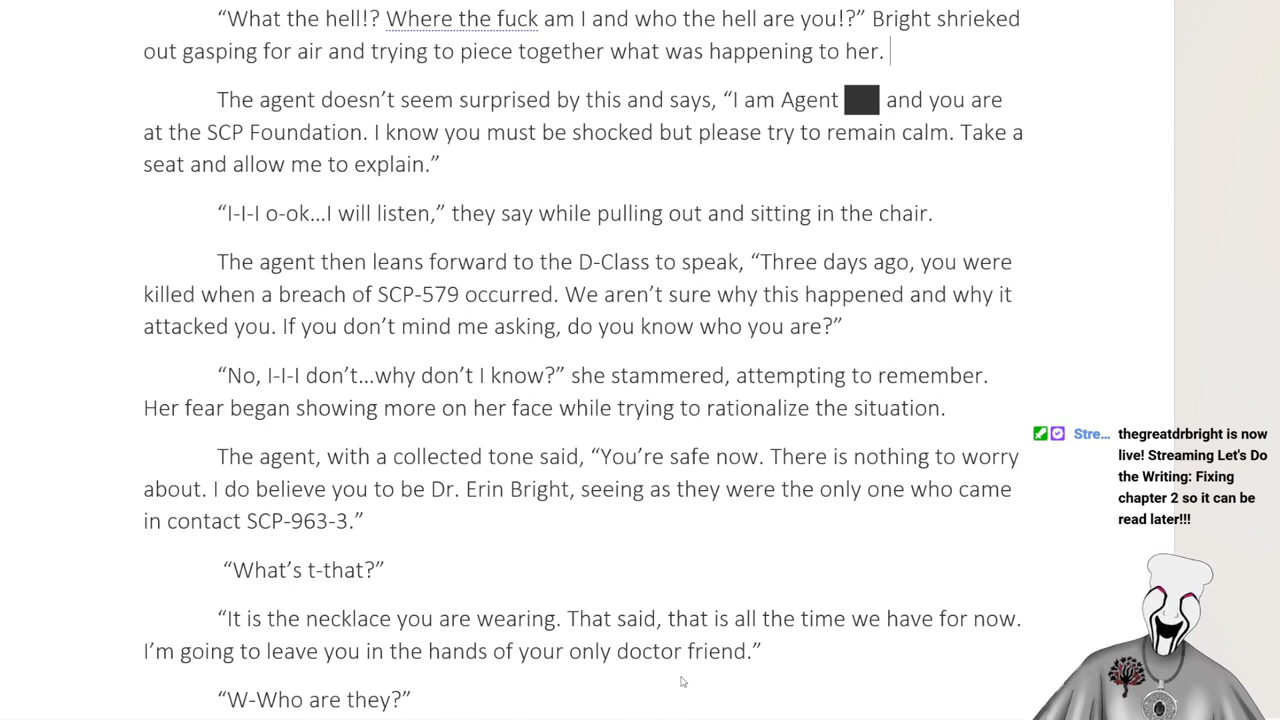 “What the hell!? Where the fuck am I and who the hell are you!?” Bright shrieked
out gasping for air and trying to piece together what was happening to her.
The agent doesn’t seem surprised by this and says, “I am Agent and you are
at the SCP Foundation. I know you must be shocked but please try to remain calm. Take a
seat and allow me to explain.”
“I-I-I o-ok…I will listen,” they say while pulling out and sitting in the chair.
The agent then leans forward to the D-Class to speak, “Three days ago, you were
killed when a breach of SCP-579 occurred. We aren’t sure why this happened and why it
attacked you. If you don’t mind me asking, do you know who you are?”
“No, I-I-I don’t…why don’t I know?” she stammered, attempting to remember.
Her fear began showing more on her face while trying to rationalize the situation.
The agent, with a collected tone said, “You’re safe now. There is nothing to worry
about. I do believe you to be Dr. Erin Bright, seeing as they were the only one who came
in contact SCP-963-3.”
“What’s t-that?”
“It is the necklace you are wearing. That said, that is all the time we have for now.
I’m going to leave you in the hands of your only doctor friend.”
“W-Who are they?”
Stre... thegreatdrbright is now
live! Streaming Let's Do
the Writing: Fixing
chapter 2 so it can be
read later!!!